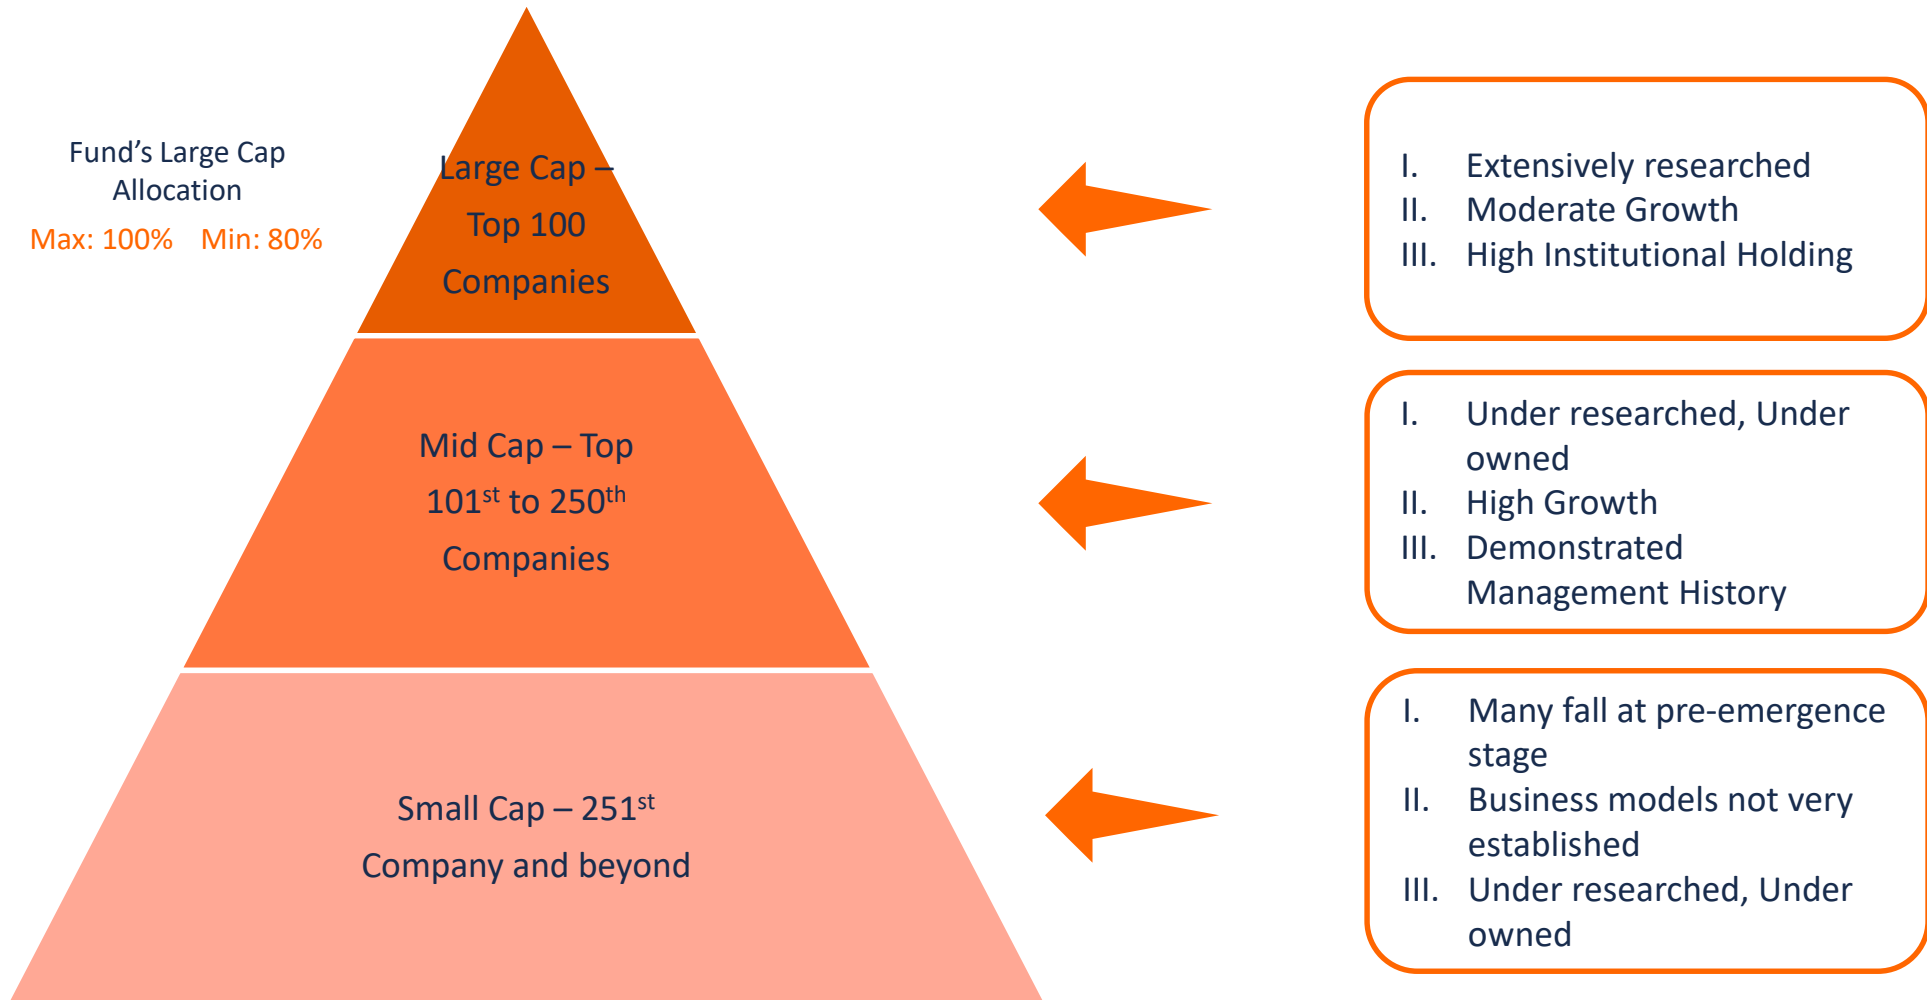 Fund’s Large Cap
Allocation
Max: 100% Min: 80%
Large Cap –
Top 100
Companies
I. Extensively researched
II. Moderate Growth
III. High Institutional Holding
Mid Cap – Top
101st to 250th
Companies
I. Under researched, Under
owned
II. High Growth
III. Demonstrated
Management History
Small Cap – 251st
Company and beyond
I. Many fall at pre-emergence
stage
II. Business models not very
established
III. Under researched, Under
owned